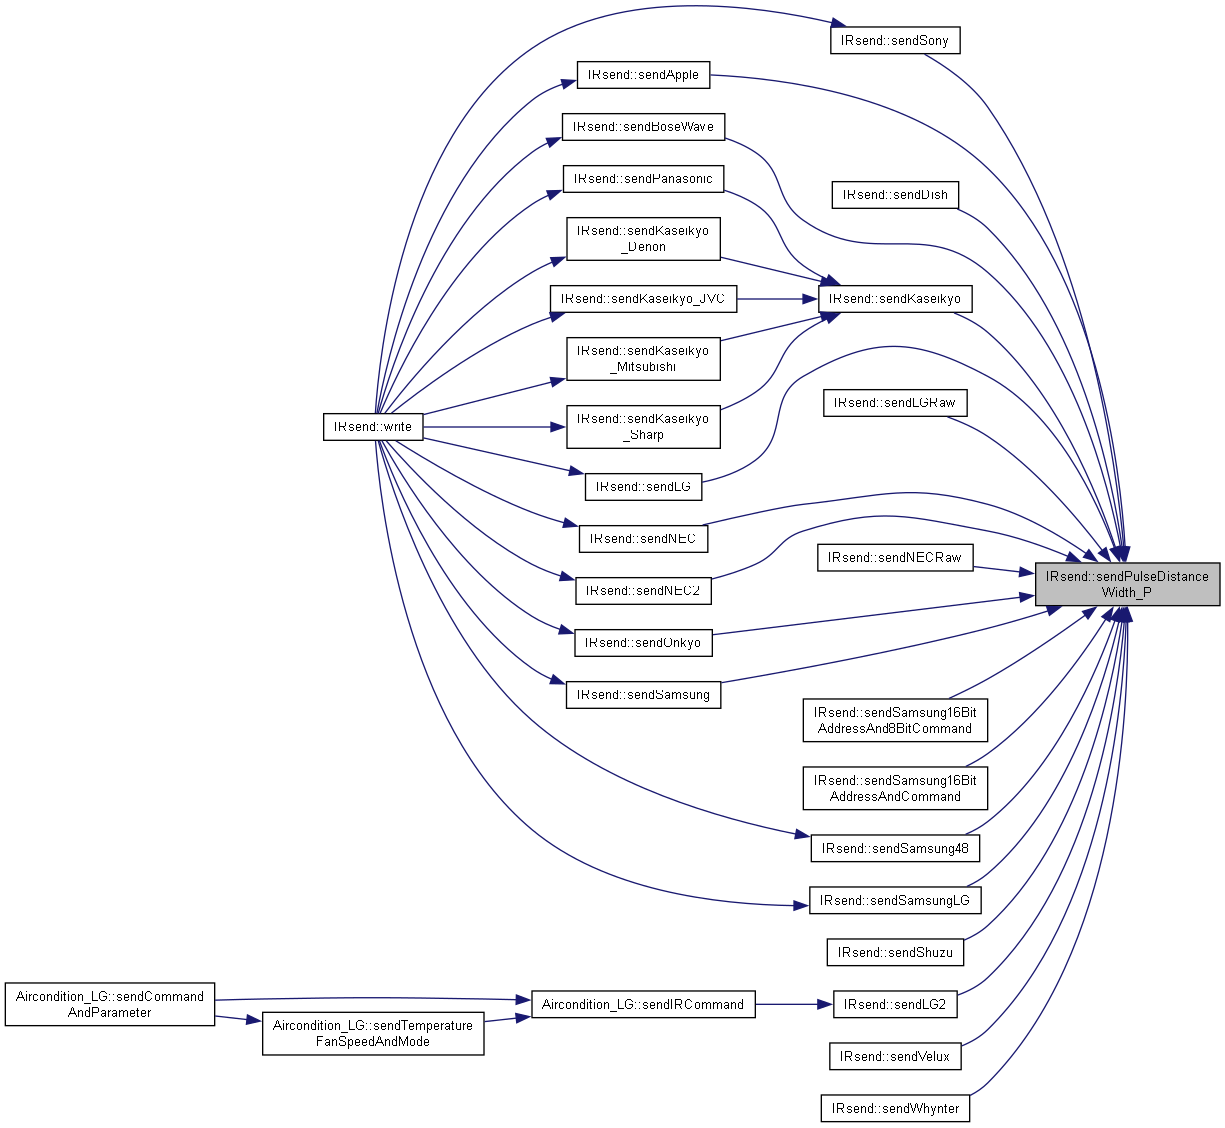 IRsend::sendSony
IRsend::sendApple
IRsend::sendBoseWave
IRsend::sendPanasonic
IRsend::sendDish
IRsend::sendKaseikyo
_Denon
IRsend::sendKaseikyo_JVC
IRsend::sendKaseikyo
IRsend::sendKaseikyo
_Mitsubishi
IRsend::sendLGRaw
IRsend::sendKaseikyo
_Sharp
IRsend::write
IRsend::sendLG
IRsend::sendNEC
IRsend::sendNECRaw
IRsend::sendPulseDistance
Width_P
IRsend::sendNEC2
IRsend::sendOnkyo
IRsend::sendSamsung
IRsend::sendSamsung16Bit
AddressAnd8BitCommand
IRsend::sendSamsung16Bit
AddressAndCommand
IRsend::sendSamsung48
IRsend::sendSamsungLG
IRsend::sendShuzu
Aircondition_LG::sendCommand
AndParameter
Aircondition_LG::sendIRCommand
IRsend::sendLG2
Aircondition_LG::sendTemperature
FanSpeedAndMode
IRsend::sendVelux
IRsend::sendWhynter